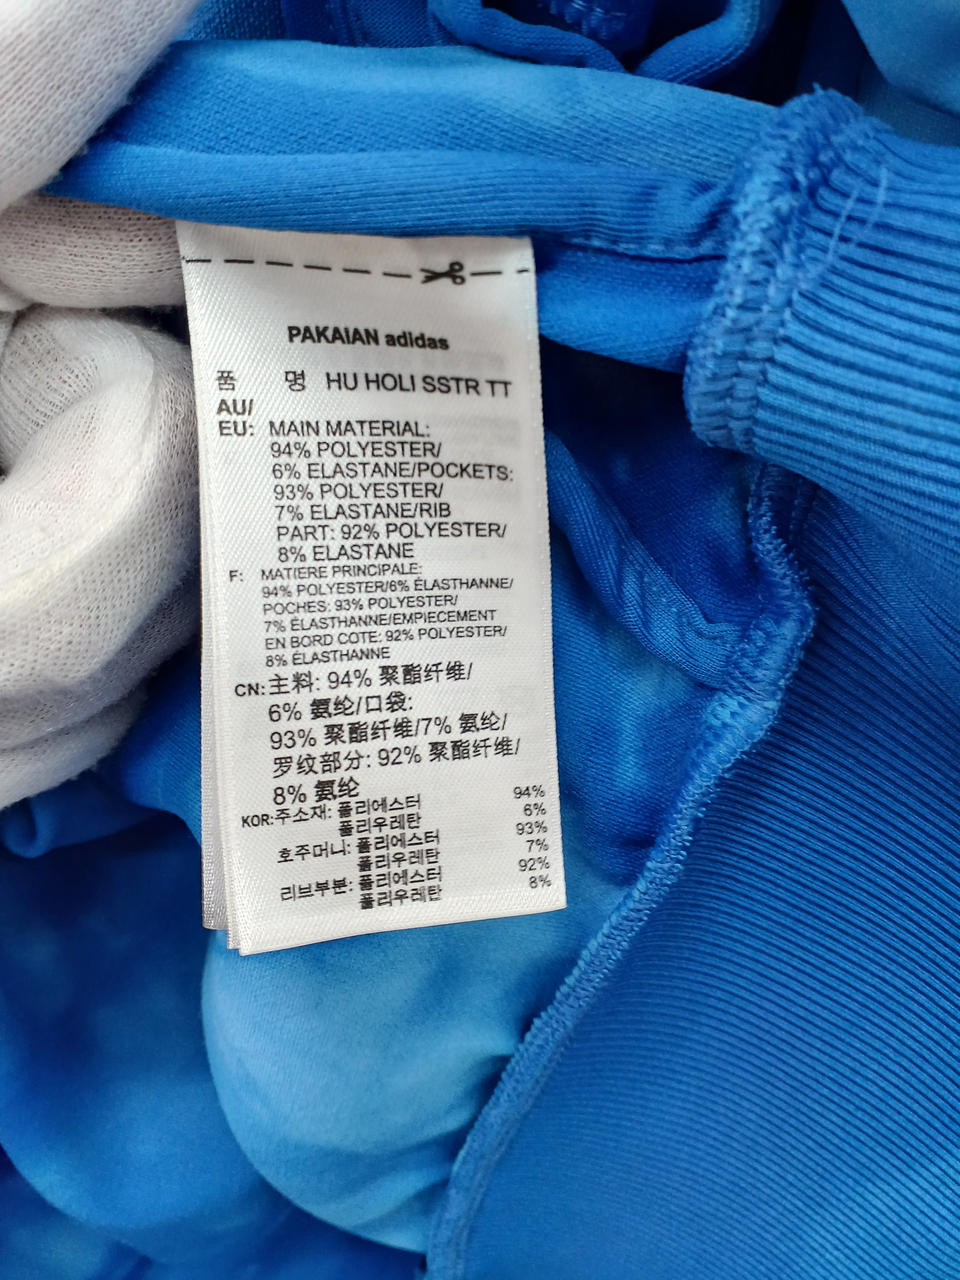 PAKAIAN adidas
품 명 HU HOLI SSTR TT
AU/
EU: MAIN MATERIAL:
94% POLYESTER/
6% ELASTANE/POCKETS:
93% POLYESTER/
7% ELASTANE/RIB
PART: 92% POLYESTER/
8% ELASTANE
F: MATIERE PRINCIPALE:
94% POLYESTER/6% ÉLASTHANNE/
POCHES: 93% POLYESTER/
7% ÉLASTHANNE/EMPIECEMENT
EN BORD COTE: 92% POLYESTER/
8% ÉLASTHANNE
CN: 主料: 94% 聚酯纤维/
6% 氨纶/口袋:
93% 聚酯纤维/7% 氨纶/
罗纹部分: 92% 聚酯纤维/
8% 氨纶
KOR: 주소재: 폴리에스터 94%
폴리우레탄 6%
호주머니: 폴리에스터 93%
폴리우레탄 7%
리브부분: 폴리에스터 92%
폴리우레탄 8%